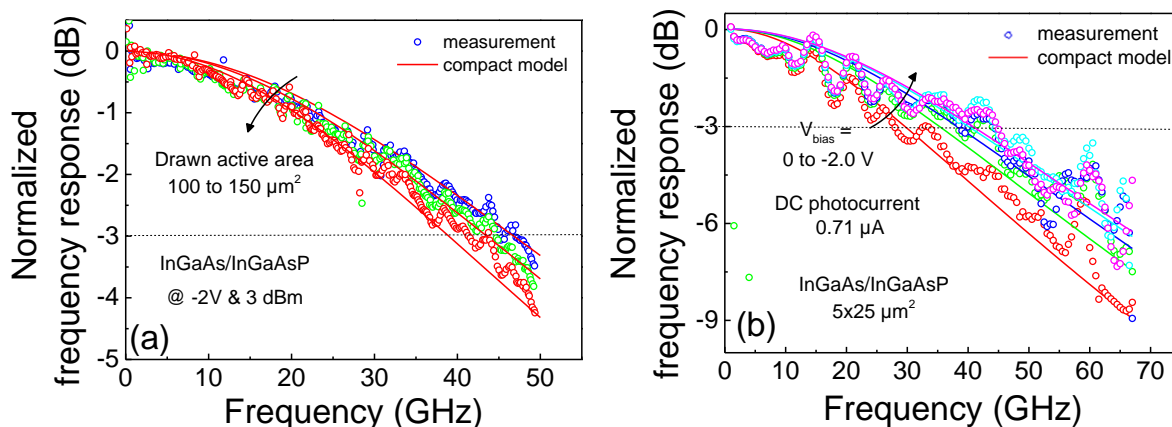 Normalized
frequency response (dB)
0
-1
-2
-3
-4
-5
measurement
compact model
Drawn active area
100 to 150 µm²
InGaAs/InGaAsP
@ -2V & 3 dBm
(a)
0 10 20 30 40 50
Frequency (GHz)
Normalized
frequency response (dB)
0
-3
-6
-9
measurement
compact model
V_bias =
0 to -2.0 V
DC photocurrent
0.71 µA
InGaAs/InGaAsP
5x25 µm²
(b)
0 10 20 30 40 50 60 70
Frequency (GHz)